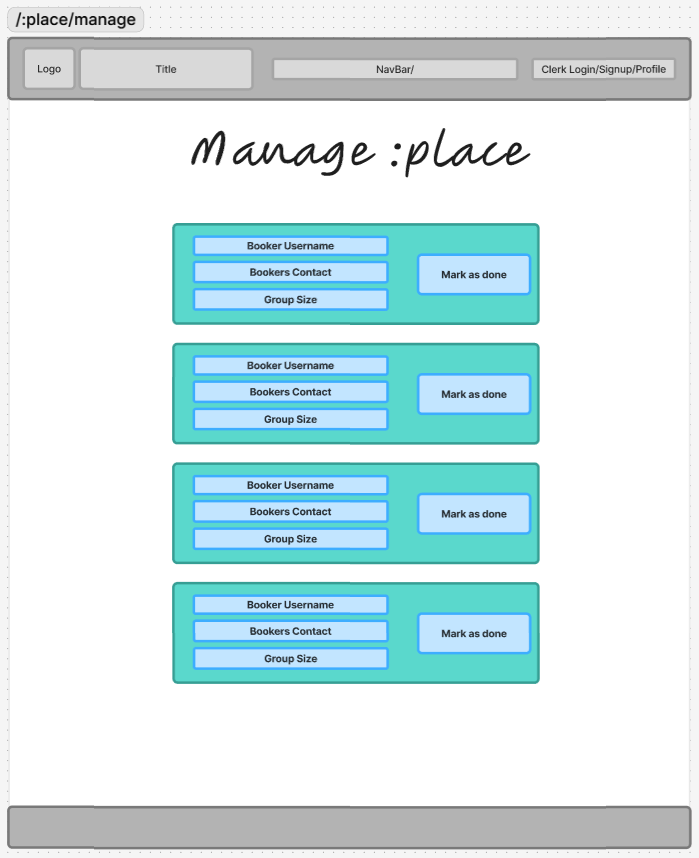 /:place/manage
Logo
Title
NavBar/
Clerk Login/Signup/Profile
Manage :place
Booker Username
Bookers Contact
Group Size
Mark as done
Booker Username
Bookers Contact
Group Size
Mark as done
Booker Username
Bookers Contact
Group Size
Mark as done
Booker Username
Bookers Contact
Group Size
Mark as done